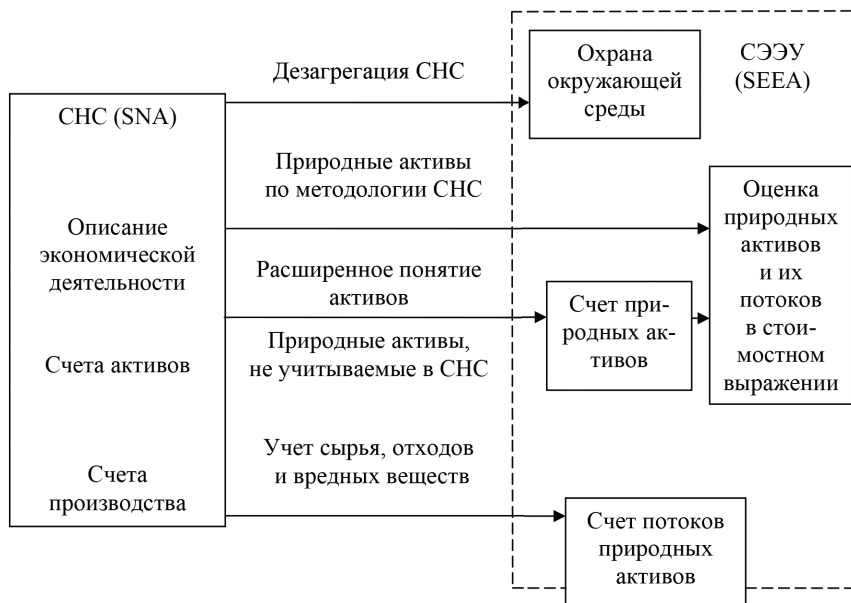 СНС (SNA)
Описание
экономической
деятельности
Счета активов
Счета
производства
Дезагрегация СНС
Природные активы
по методологии СНС
Расширенное понятие
активов
Природные активы,
не учитываемые в СНС
Учет сырья, отходов
и вредных веществ
Охрана
окружающей
среды
СЭЭУ
(SEEA)
Счет при-
родных ак-
тивов
Оценка
природных
активов
и их
потоков
в стои-
мостном
выражении
Счет потоков
природных
активов